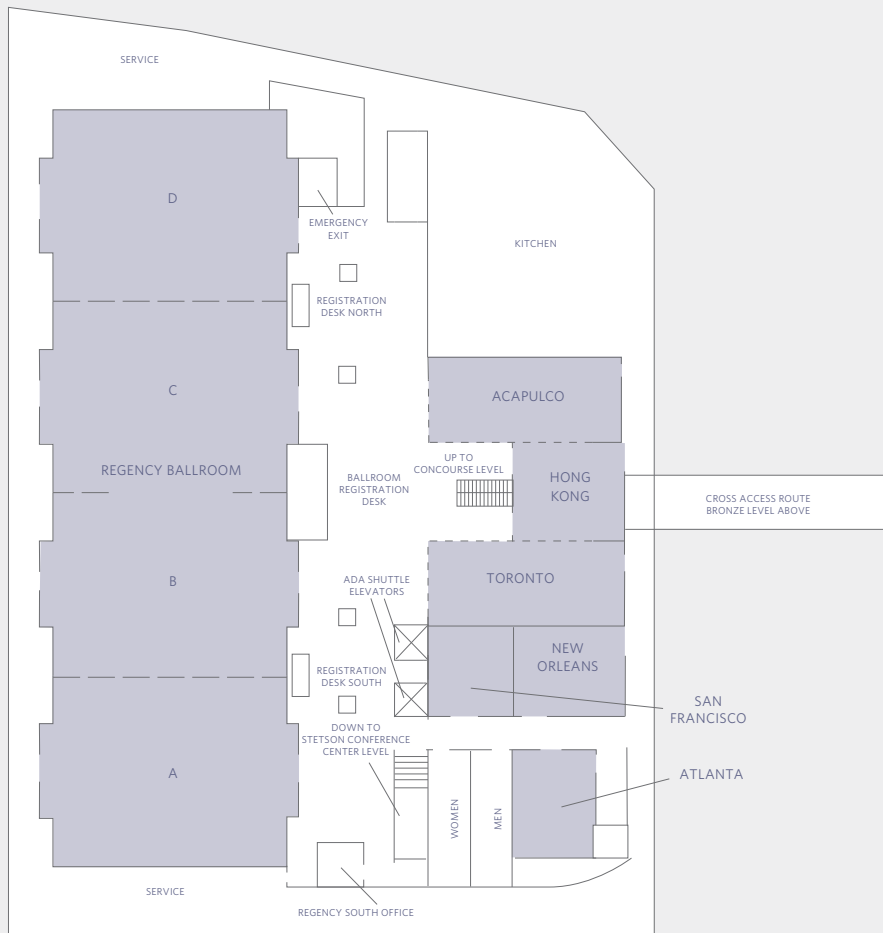 SERVICE
D
EMERGENCY
EXIT
KITCHEN
REGISTRATION
DESK NORTH
C
ACAPULCO
REGENCY BALLROOM
UP TO
CONCOURSE LEVEL
BALLROOM
REGISTRATION
DESK
HONG
KONG
CROSS ACCESS ROUTE
BRONZE LEVEL ABOVE
B
ADA SHUTTLE
ELEVATORS
TORONTO
NEW
ORLEANS
REGISTRATION
DESK SOUTH
SAN
FRANCISCO
DOWN TO
STETSON CONFERENCE
CENTER LEVEL
A
ATLANTA
WOMEN
MEN
SERVICE
REGENCY SOUTH OFFICE